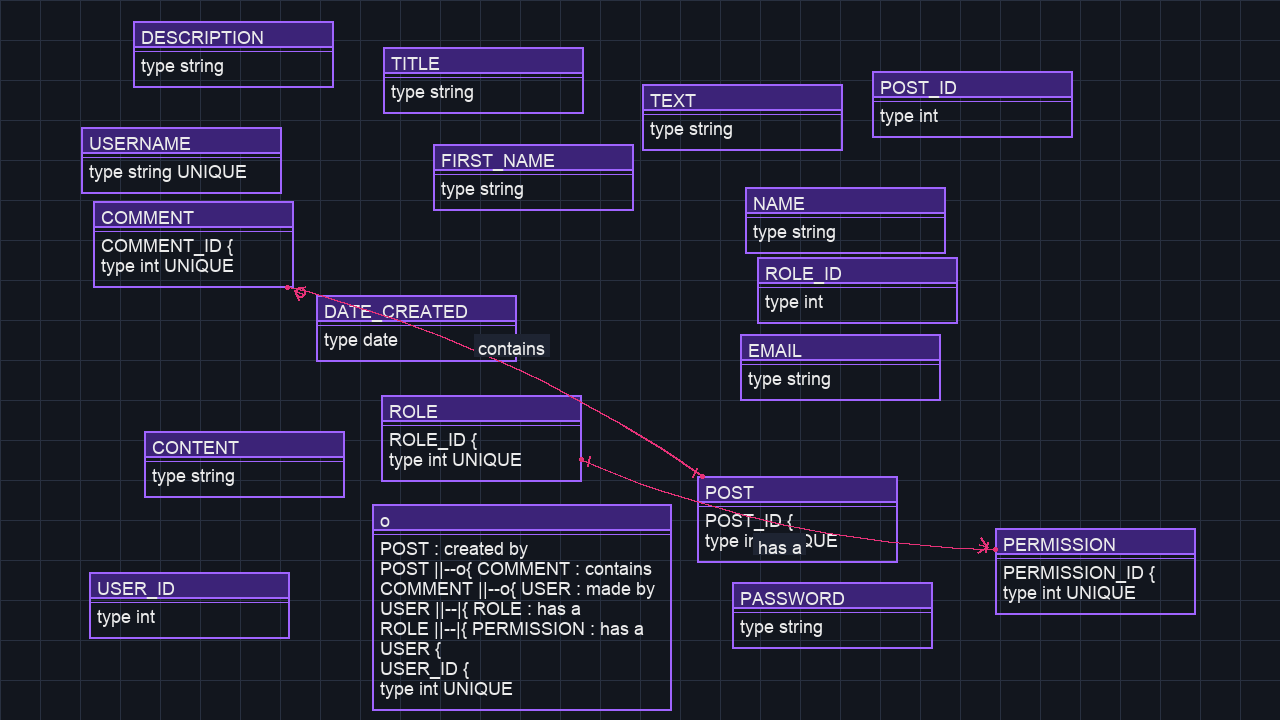 DESCRIPTION
type string
TITLE
type string
TEXT
type string
POST_ID
type int
USERNAME
type string UNIQUE
FIRST_NAME
type string
NAME
type string
COMMENT
COMMENT_ID {
type int UNIQUE
ROLE_ID
type int
DATE_CREATED
type date
contains
EMAIL
type string
ROLE
ROLE_ID {
type int UNIQUE
CONTENT
type string
POST
POST_ID {
type UNIQUE
has a
o
POST : created by
POST ||--o{ COMMENT : contains
COMMENT ||--o{ USER : made by
USER ||--|{ ROLE : has a
ROLE ||--|{ PERMISSION : has a
USER {
USER_ID {
type int UNIQUE
PERMISSION
PERMISSION_ID {
type int UNIQUE
USER_ID
type int
PASSWORD
type string